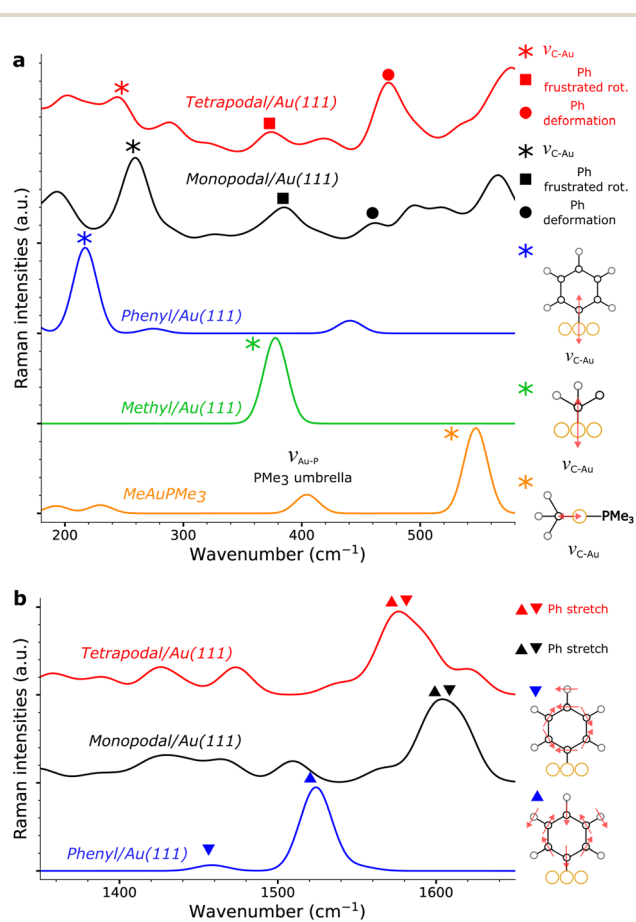 a
Raman intensities (a.u.)
Tetrapodal/Au(111)
Monopodal/Au(111)
Phenyl/Au(111)
Methyl/Au(111)
MeAuPMe3
νAu-P
PMe3 umbrella
200 300 400 500
Wavenumber (cm⁻¹)
νC-Au
Ph
frustrated rot.
Ph
deformation
νC-Au
Ph
frustrated rot.
Ph
deformation
νC-Au
νC-Au
PMe3
νC-Au
b
Raman intensities (a.u.)
Tetrapodal/Au(111)
Monopodal/Au(111)
Phenyl/Au(111)
1400 1500 1600
Wavenumber (cm⁻¹)
Ph stretch
Ph stretch